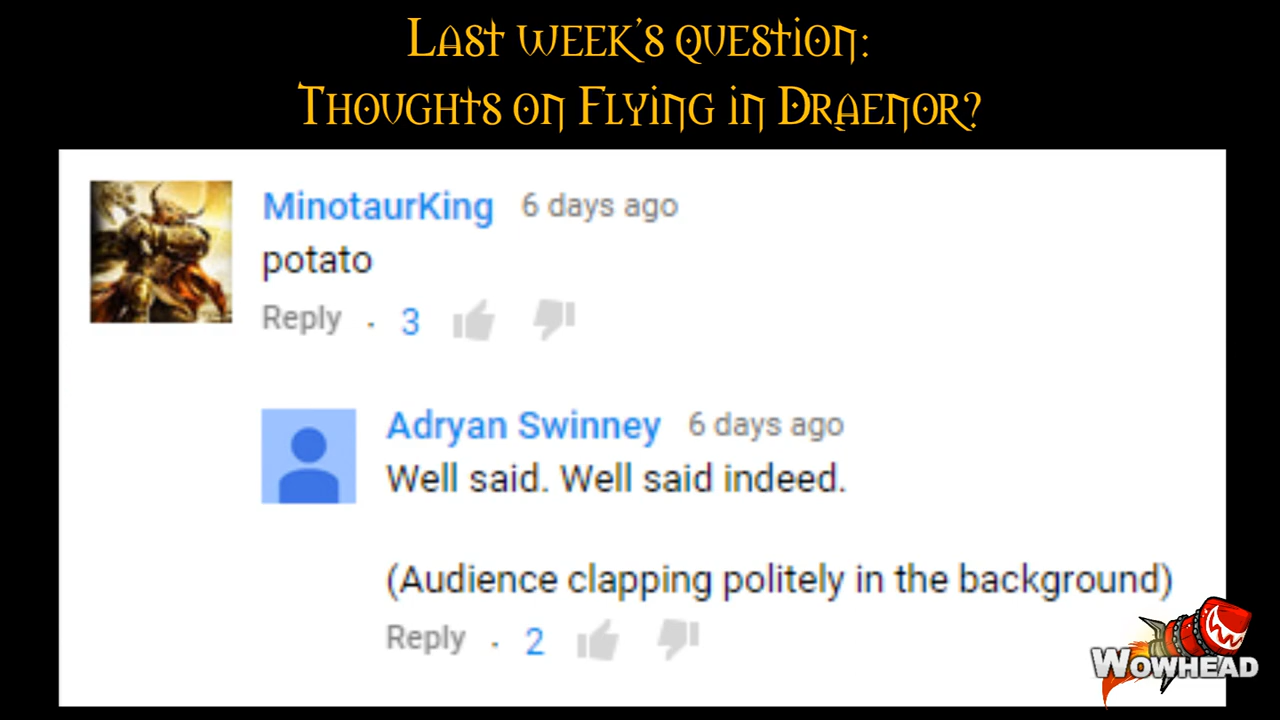 Last week's question:
Thoughts on Flying in Draenor?
MinotaurKing 6 days ago
potato
Reply . 3
Adryan Swinney 6 days ago
Well said. Well said indeed.
(Audience clapping politely in the background)
Reply . 2
WOWHEAD